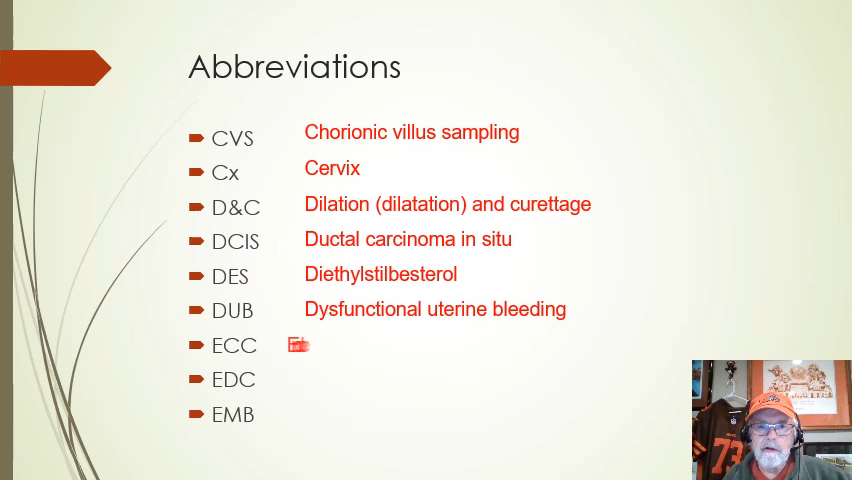 Abbreviations
CVS Chorionic villus sampling
Cx Cervix
D&C Dilation (dilatation) and curettage
DCIS Ductal carcinoma in situ
DES Diethylstilbesterol
DUB Dysfunctional uterine bleeding
ECC
EDC
EMB
73